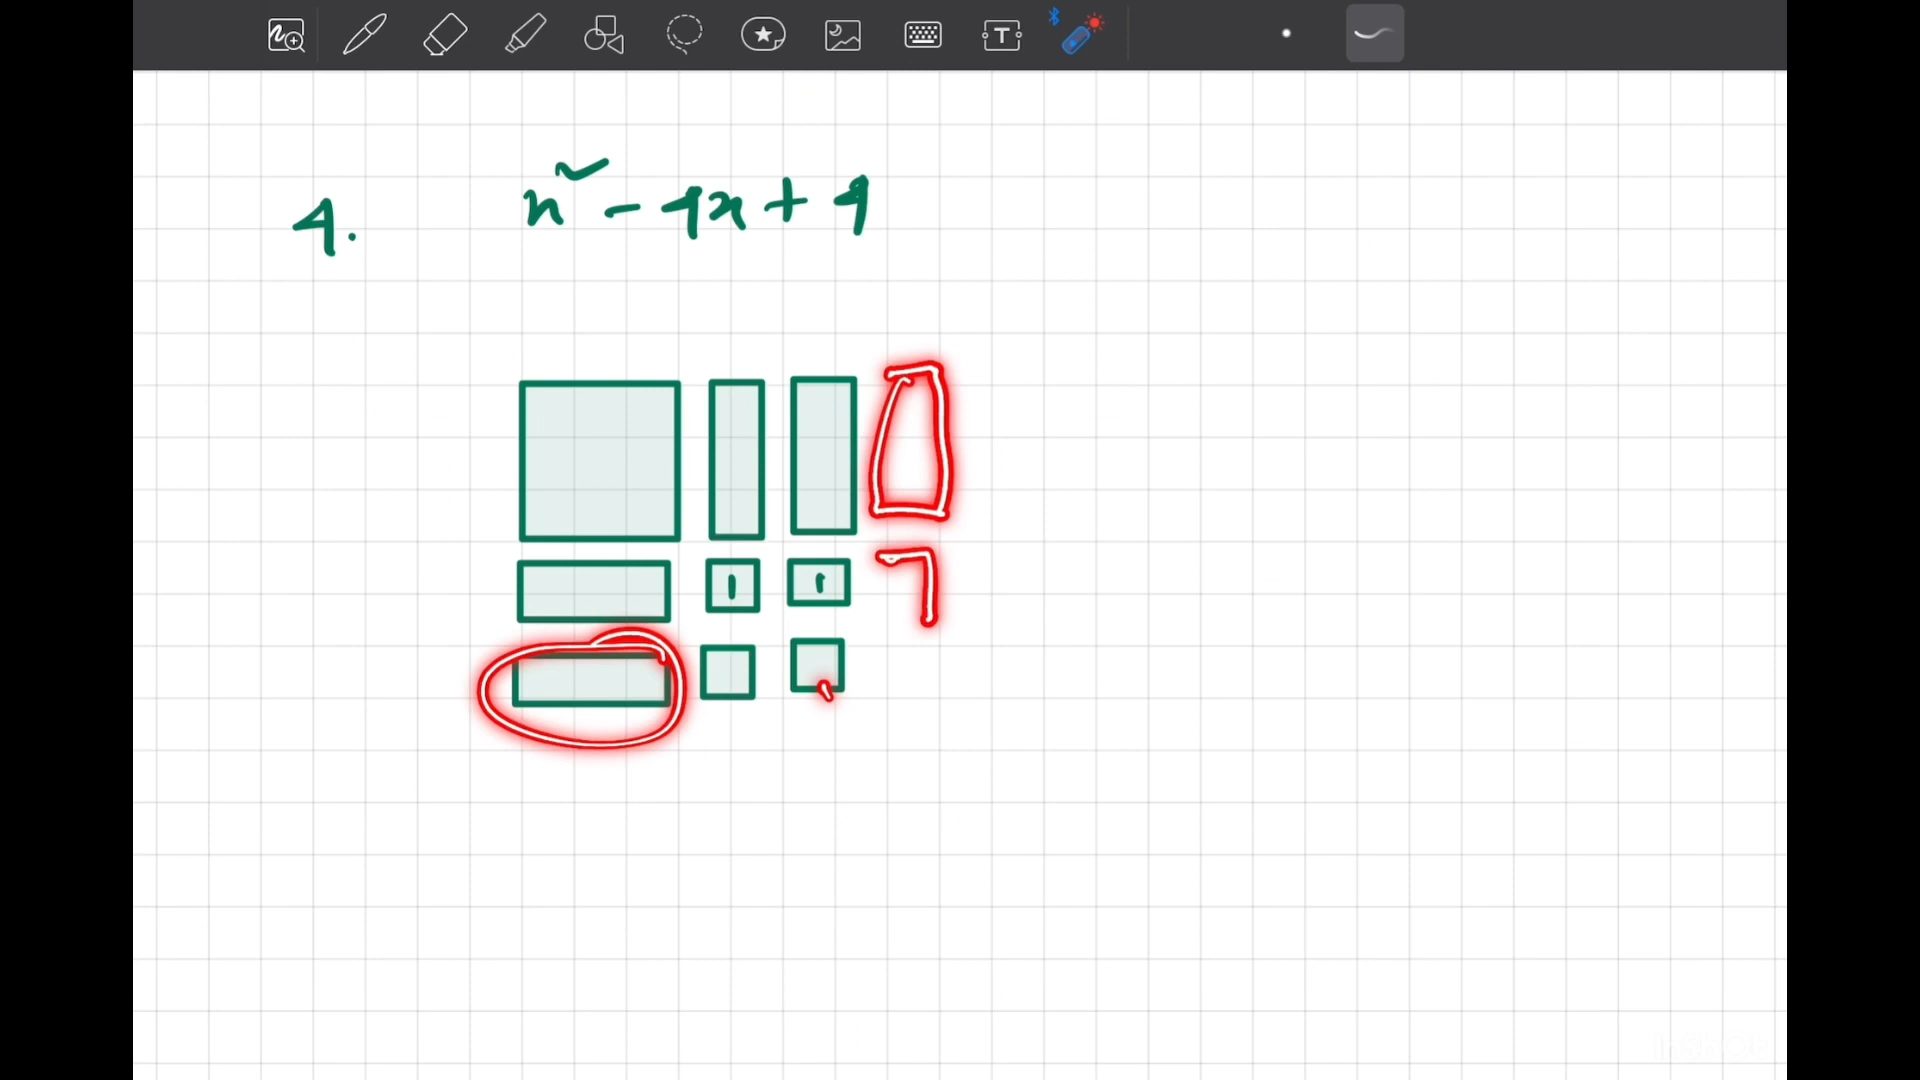 4. x² - 4x + 4
1 1